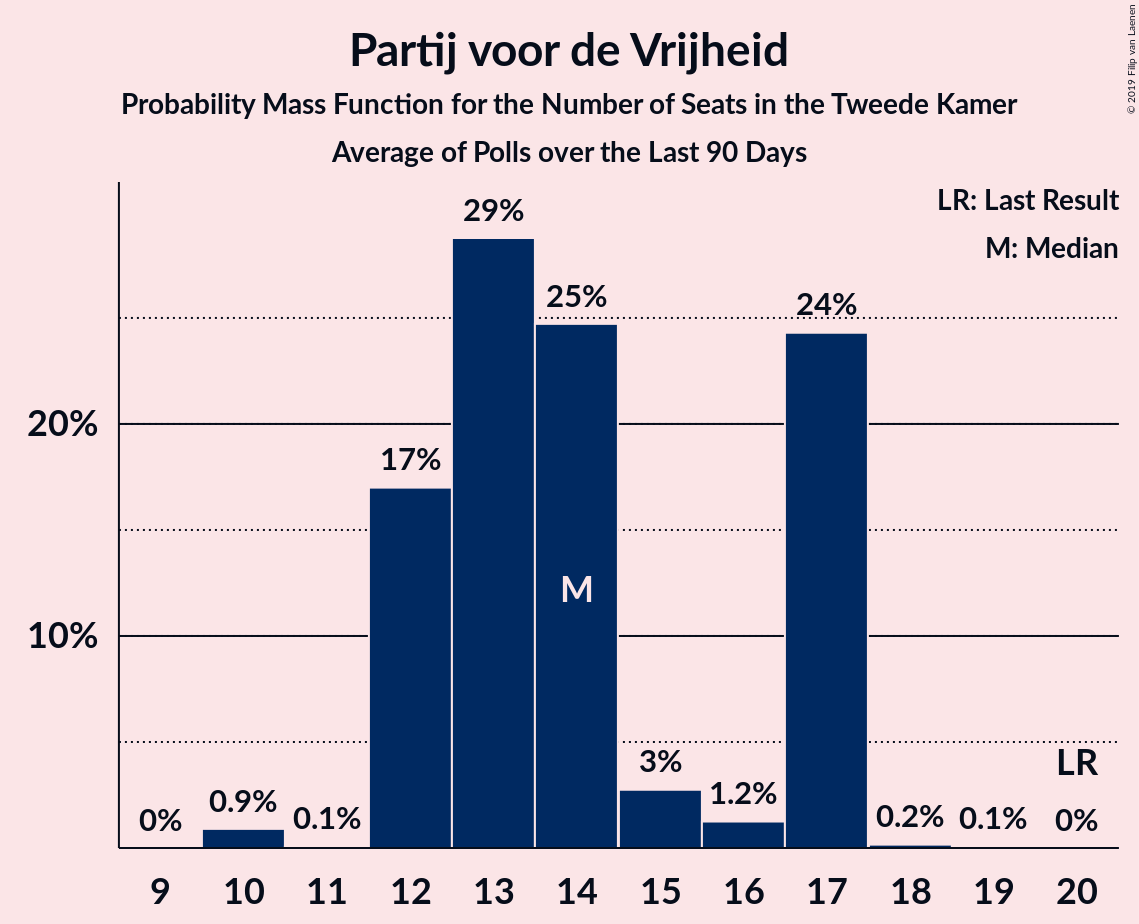 Partij voor de Vrijheid
Probability Mass Function for the Number of Seats in the Tweede Kamer
Average of Polls over the Last 90 Days
© 2019 Filip van Laenen
LR: Last Result
M: Median
29%
25%
24%
20%
17%
M
10%
LR
3%
1.2%
0%
0.9%
0.1%
0.2%
0.1%
0%
9 10 11 12 13 14 15 16 17 18 19 20